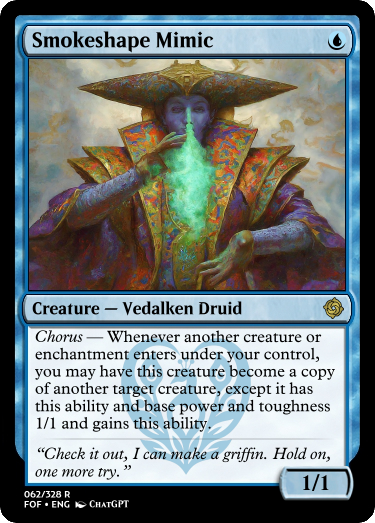 Smokeshape Mimic
Creature — Vedalken Druid
Chorus — Whenever another creature or
enchantment enters under your control,
you may have this creature become a copy
of another target creature, except it has
this ability and base power and toughness
1/1 and gains this ability.
“Check it out, I can make a griffin. Hold on,
one more try.”
1/1
062/328 R
FOF • ENG ChatGPT